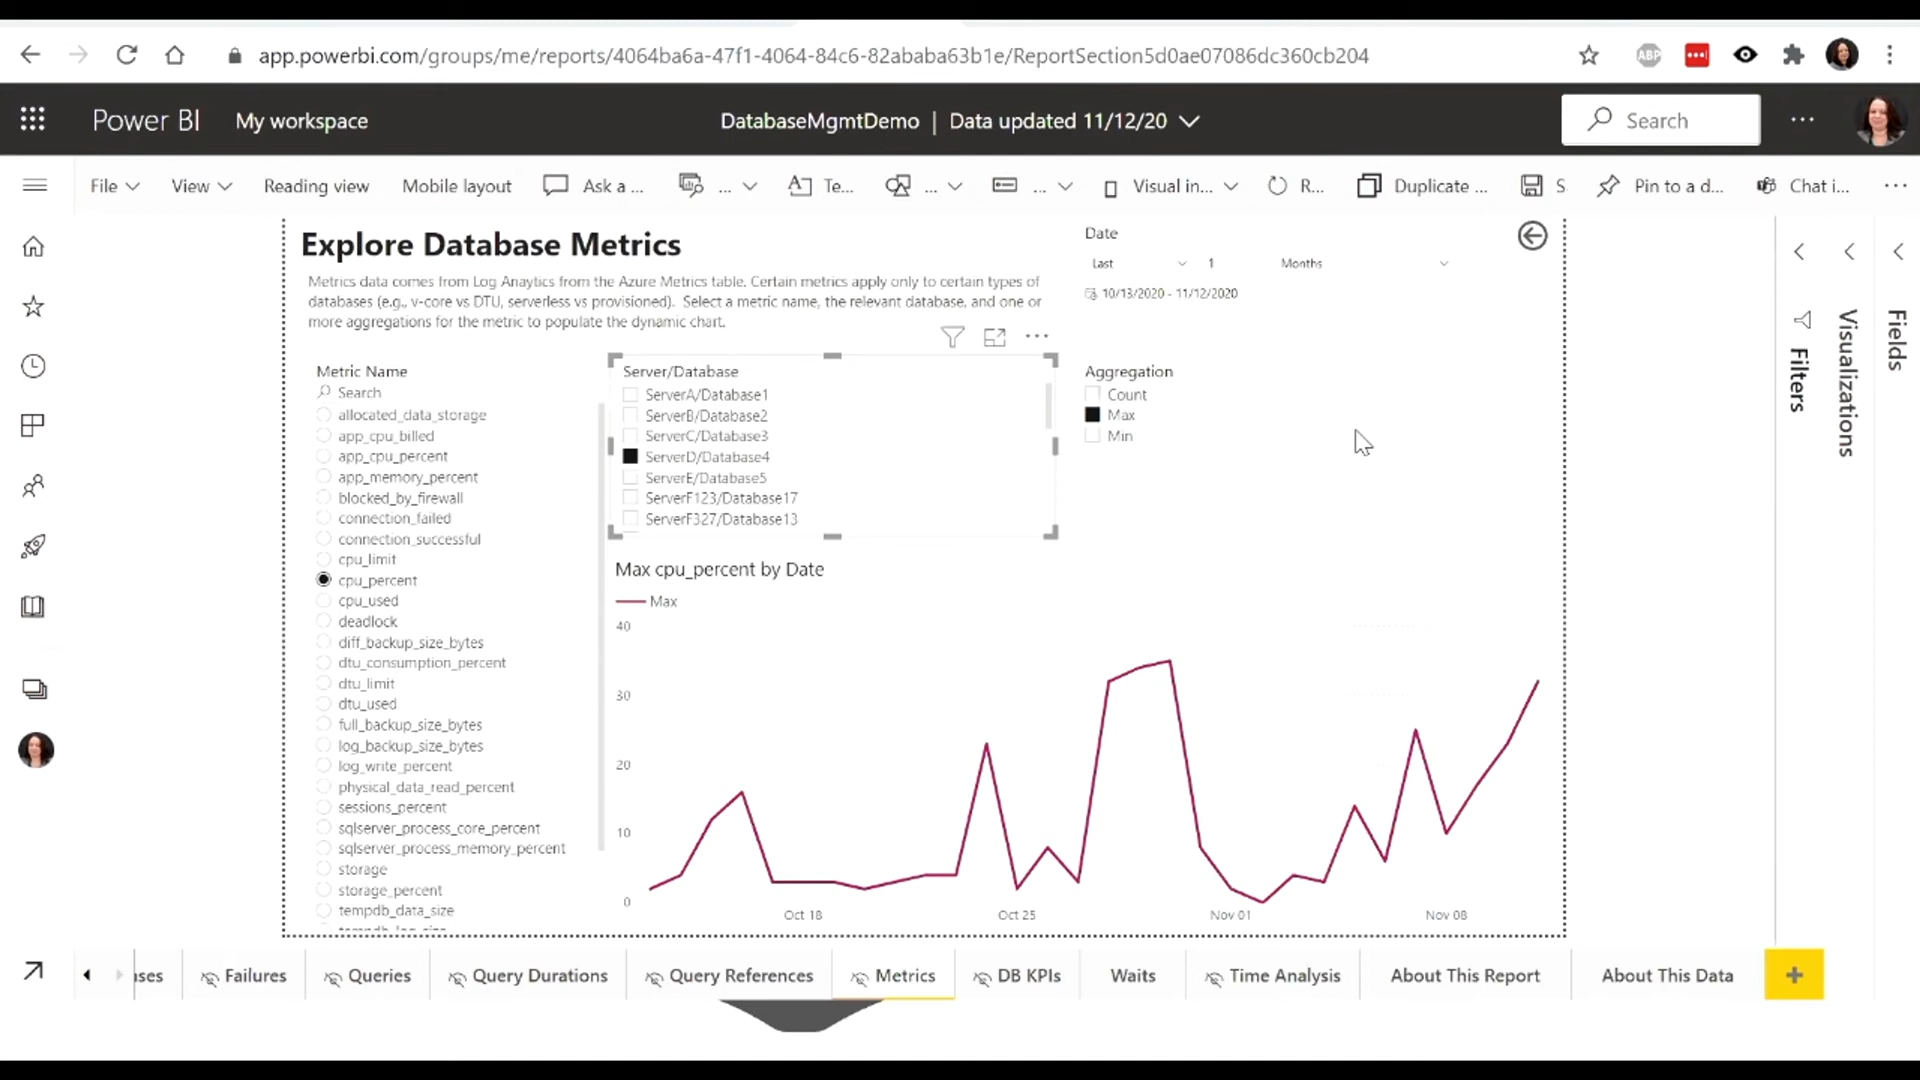 app.powerbi.com/groups/me/reports/4064ba6a-47f1-4064-84c6-82ababa63b1e/ReportSection5d0ae07086dc360cb204
ABP
Power BI
My workspace
DatabaseMgmtDemo | Data updated 11/12/20
Search
File
View
Reading view
Mobile layout
Ask a ...
...
Te...
...
...
Visual in...
R...
Duplicate ...
S
Pin to a d...
Chat i...
Explore Database Metrics
Metrics data comes from Log Anaytics from the Azure Metrics table. Certain metrics apply only to certain types of
databases (e.g., v-core vs DTU, serverless vs provisioned). Select a metric name, the relevant database, and one or
more aggregations for the metric to populate the dynamic chart.
Date
Last 1 Months
10/13/2020 - 11/12/2020
Metric Name
Search
allocated_data_storage
app_cpu_billed
app_cpu_percent
app_memory_percent
blocked_by_firewall
connection_failed
connection_successful
cpu_limit
cpu_percent
cpu_used
deadlock
diff_backup_size_bytes
dtu_consumption_percent
dtu_limit
dtu_used
full_backup_size_bytes
log_backup_size_bytes
log_write_percent
physical_data_read_percent
sessions_percent
sqlserver_process_core_percent
sqlserver_process_memory_percent
storage
storage_percent
tempdb_data_size
Server/Database
ServerA/Database1
ServerB/Database2
ServerC/Database3
ServerD/Database4
ServerE/Database5
ServerF123/Database17
ServerF327/Database13
Aggregation
Count
Max
Min
Max cpu_percent by Date
Max
40
30
20
10
0
Oct 18
Oct 25
Nov 01
Nov 08
Filters
Visualizations
Fields
ases
Failures
Queries
Query Durations
Query References
Metrics
DB KPIs
Waits
Time Analysis
About This Report
About This Data
+